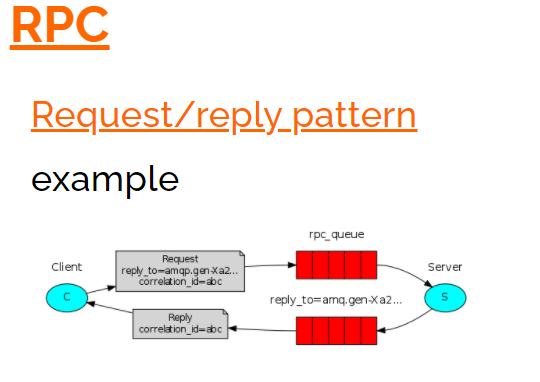 RPC
Request/reply pattern
example
rpc_queue
Request
reply_to=amqp.gen-Xa2...
correlation_id=abc
Client
Server
C
S
reply_to=amq.gen-Xa2...
Reply
correlation_id=abc